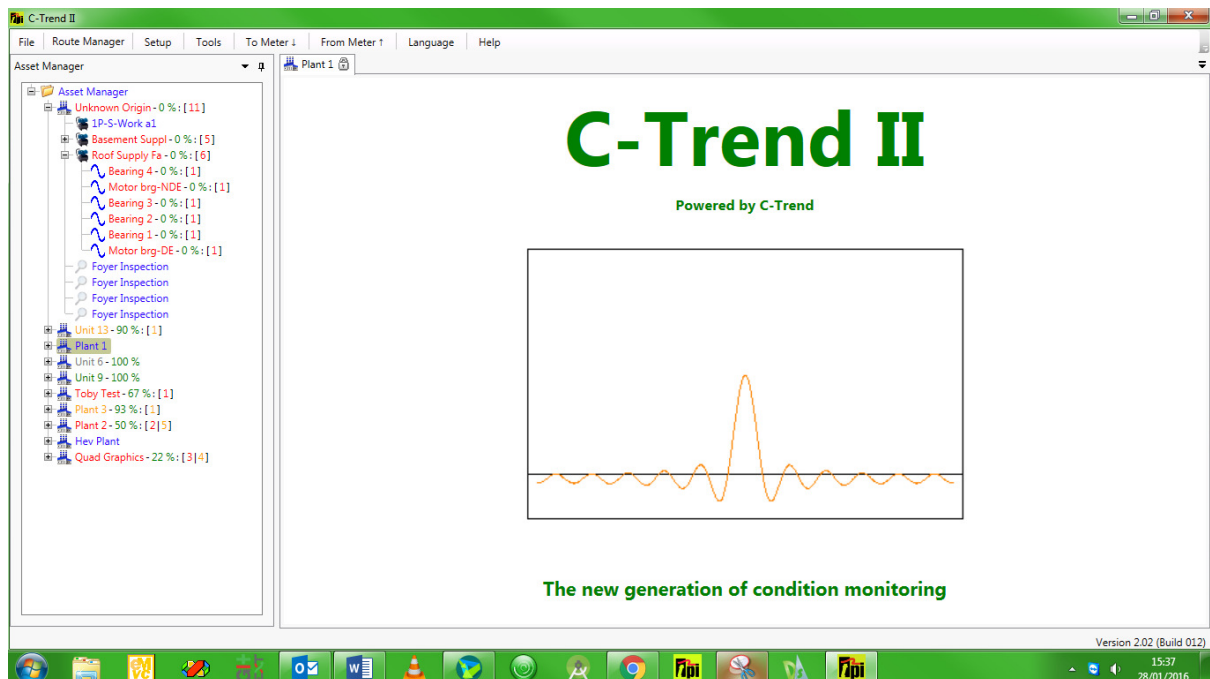 C-Trend II
File Route Manager Setup Tools To Meter ↓ From Meter ↑ Language Help
Asset Manager
Plant 1
Asset Manager
Unknown Origin - 0 % : [ 11 ]
1P-S-Work a1
Basement Suppl - 0 % : [ 5 ]
Roof Supply Fa - 0 % : [ 6 ]
Bearing 4 - 0 % : [ 1 ]
Motor brg-NDE - 0 % : [ 1 ]
Bearing 3 - 0 % : [ 1 ]
Bearing 2 - 0 % : [ 1 ]
Bearing 1 - 0 % : [ 1 ]
Motor brg-DE - 0 % : [ 1 ]
Foyer Inspection
Foyer Inspection
Foyer Inspection
Foyer Inspection
Unit 13 - 90 % : [ 1 ]
Plant 1
Unit 6 - 100 %
Unit 9 - 100 %
Toby Test - 67 % : [ 1 ]
Plant 3 - 93 % : [ 1 ]
Plant 2 - 50 % : [ 2 | 5 ]
Hev Plant
Quad Graphics - 22 % : [ 3 | 4 ]
C-Trend II
Powered by C-Trend
The new generation of condition monitoring
Version 2.02 (Build 012)
15:37
28/01/2016